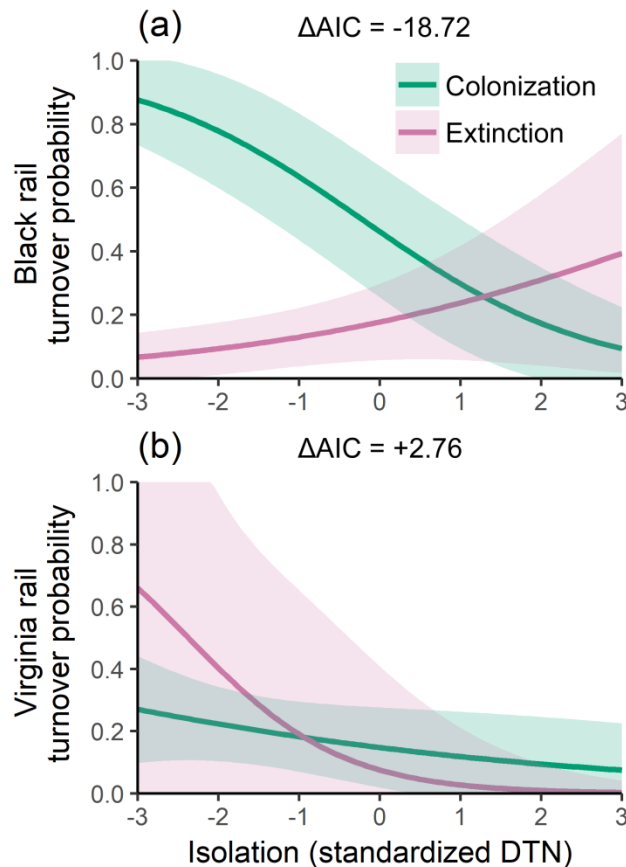 (a) ΔAIC = -18.72
Black rail
turnover probability
1.0
0.8
0.6
0.4
0.2
0.0
Colonization
Extinction
-3 -2 -1 0 1 2 3
(b) ΔAIC = +2.76
Virginia rail
turnover probability
1.0
0.8
0.6
0.4
0.2
0.0
-3 -2 -1 0 1 2 3
Isolation (standardized DTN)